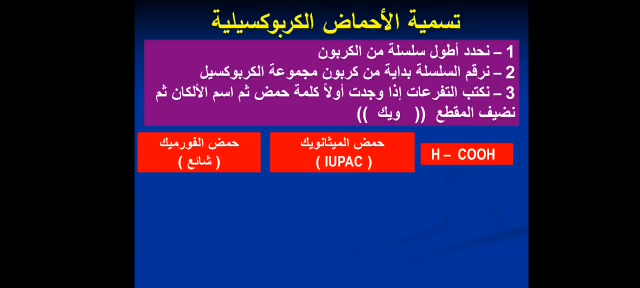 تسمية الأحماض الكربوكسيلية
1 – نحدد أطول سلسلة من الكربون
2 – نرقم السلسلة بداية من كربون مجموعة الكربوكسيل
3 – نكتب التفرعات إذا وجدت أولاً كلمة حمض ثم اسم الألكان ثم
نضيف المقطع (( ويك ))
H – COOH
حمض الميثانويك
( IUPAC )
حمض الفورميك
( شائع )